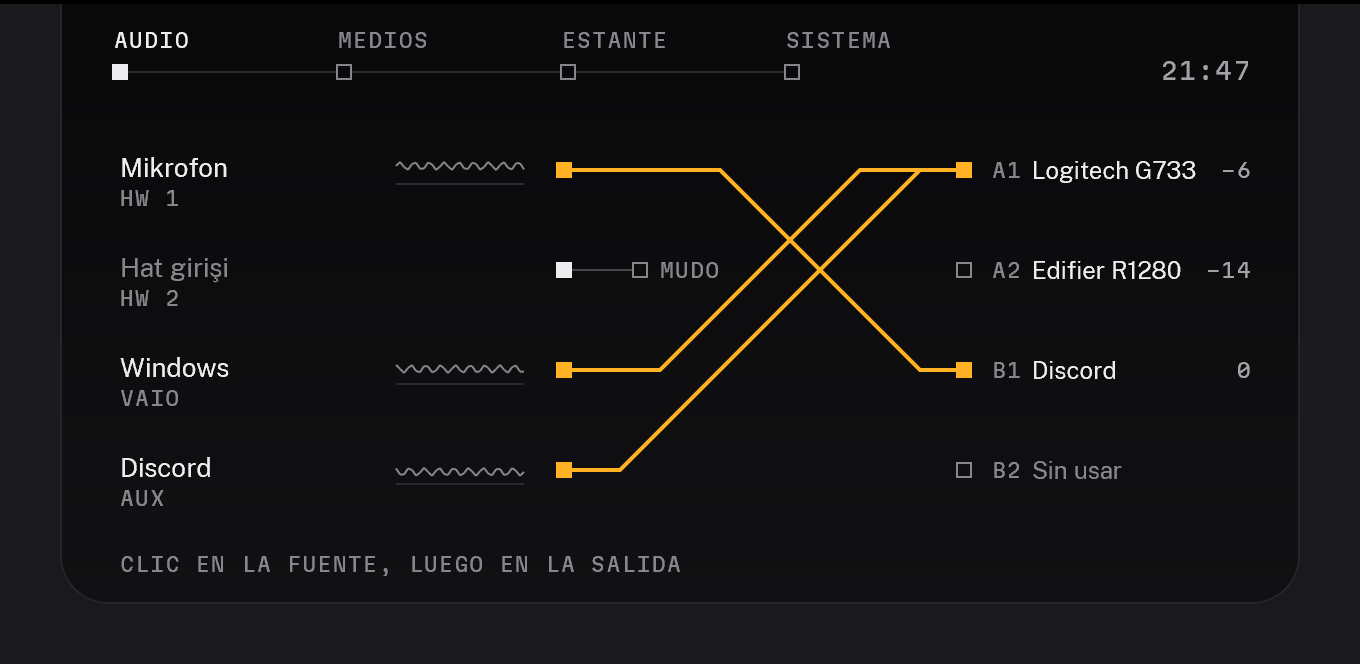 AUDIO MEDIOS ESTANTE SISTEMA
21:47
Mikrofon A1 Logitech G733 −6
HW 1
Hat girişi MUDO A2 Edifier R1280 −14
HW 2
Windows B1 Discord 0
VAIO
Discord B2 Sin usar
AUX
CLIC EN LA FUENTE, LUEGO EN LA SALIDA